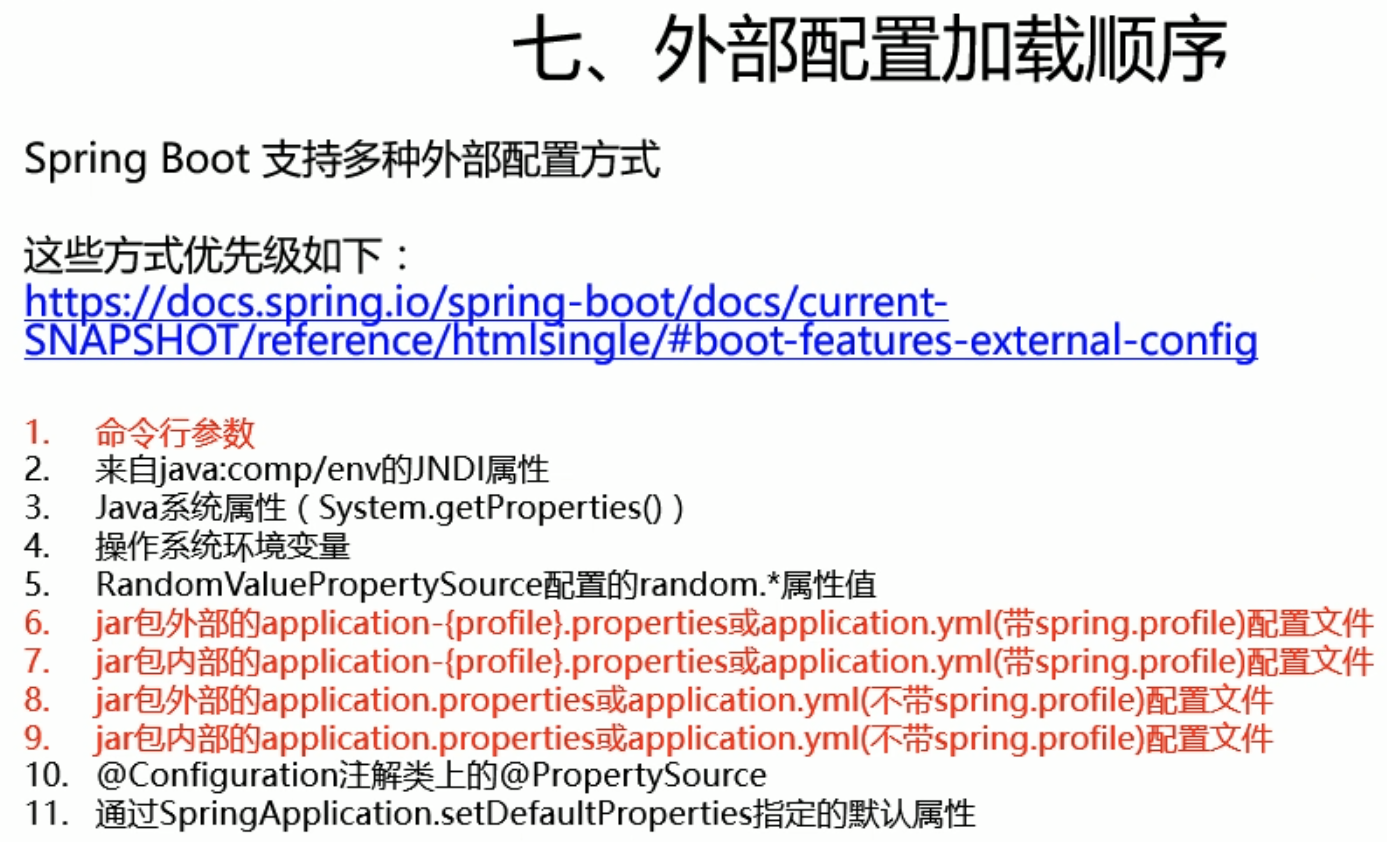 七、外部配置加载顺序
Spring Boot 支持多种外部配置方式
这些方式优先级如下：
https://docs.spring.io/spring-boot/docs/current-
SNAPSHOT/reference/htmlsingle/#boot-features-external-config
1. 命令行参数
2. 来自java:comp/env的JNDI属性
3. Java系统属性（System.getProperties()）
4. 操作系统环境变量
5. RandomValuePropertySource配置的random.*属性值
6. jar包外部的application-{profile}.properties或application.yml(带spring.profile)配置文件
7. jar包内部的application-{profile}.properties或application.yml(带spring.profile)配置文件
8. jar包外部的application.properties或application.yml(不带spring.profile)配置文件
9. jar包内部的application.properties或application.yml(不带spring.profile)配置文件
10. @Configuration注解类上的@PropertySource
11. 通过SpringApplication.setDefaultProperties指定的默认属性